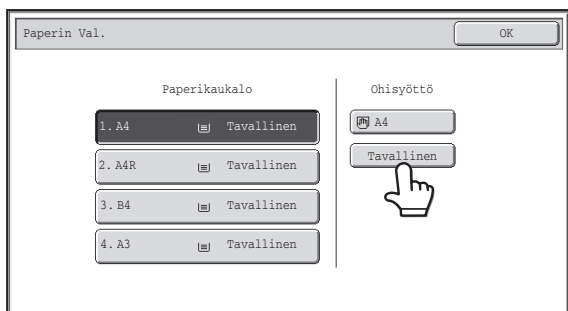 Paperin Val.
OK
Paperikaukalo
1. A4 Tavallinen
2. A4R Tavallinen
3. B4 Tavallinen
4. A3 Tavallinen
Ohisyöttö
A4
Tavallinen